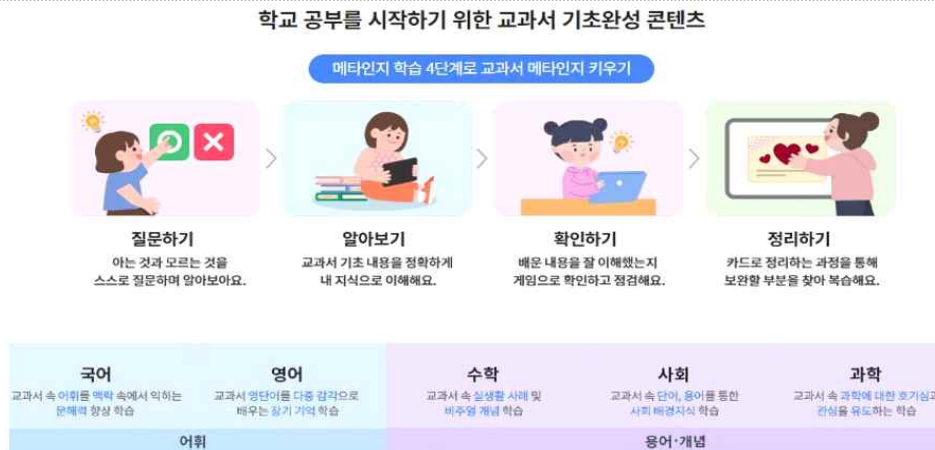 학교 공부를 시작하기 위한 교과서 기초완성 콘텐츠
메타인지 학습 4단계로 교과서 메타인지 키우기
질문하기
아는 것과 모르는 것을
스스로 질문하며 알아보아요.
알아보기
교과서 기초 내용을 정확하게
내 지식으로 이해해요.
확인하기
배운 내용을 잘 이해했는지
게임으로 확인하고 점검해요.
정리하기
카드로 정리하는 과정을 통해
보완할 부분을 찾아 복습해요.
국어
교과서 속 어휘를 맥락 속에서 익히는
문해력 향상 학습
영어
교과서 영단어를 다중 감각으로
배우는 장기 기억 학습
수학
교과서 속 실생활 사례 및
비주얼 개념 학습
사회
교과서 속 단어, 용어를 통한
사회 배경지식 학습
과학
교과서 속 과학에 대한 호기심과
관심을 유도하는 학습
어휘
용어·개념